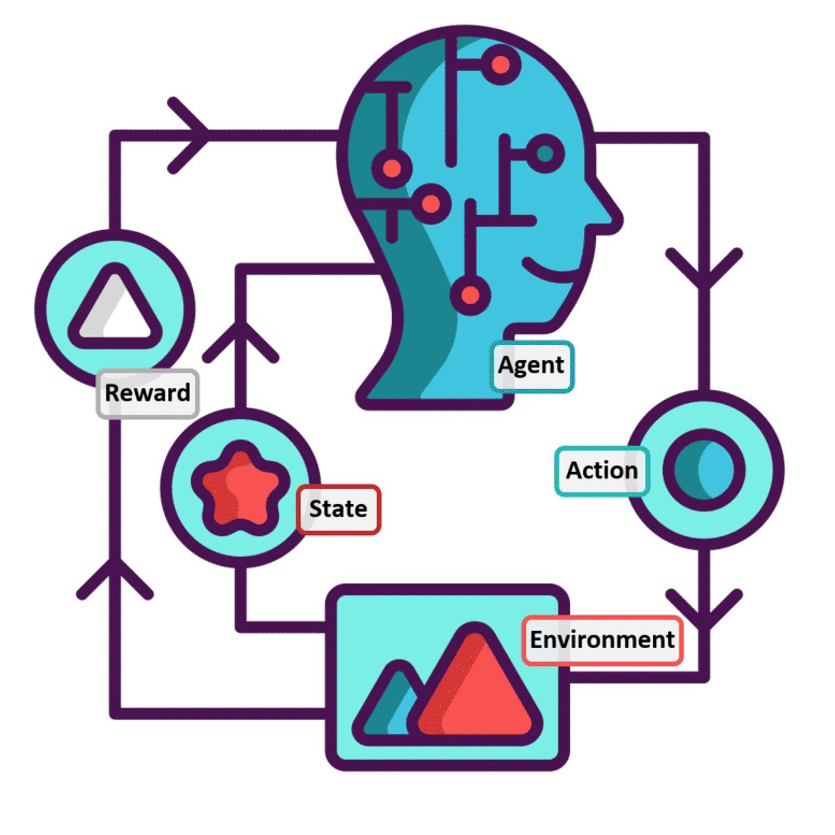 Agent
Reward
Action
State
Environment